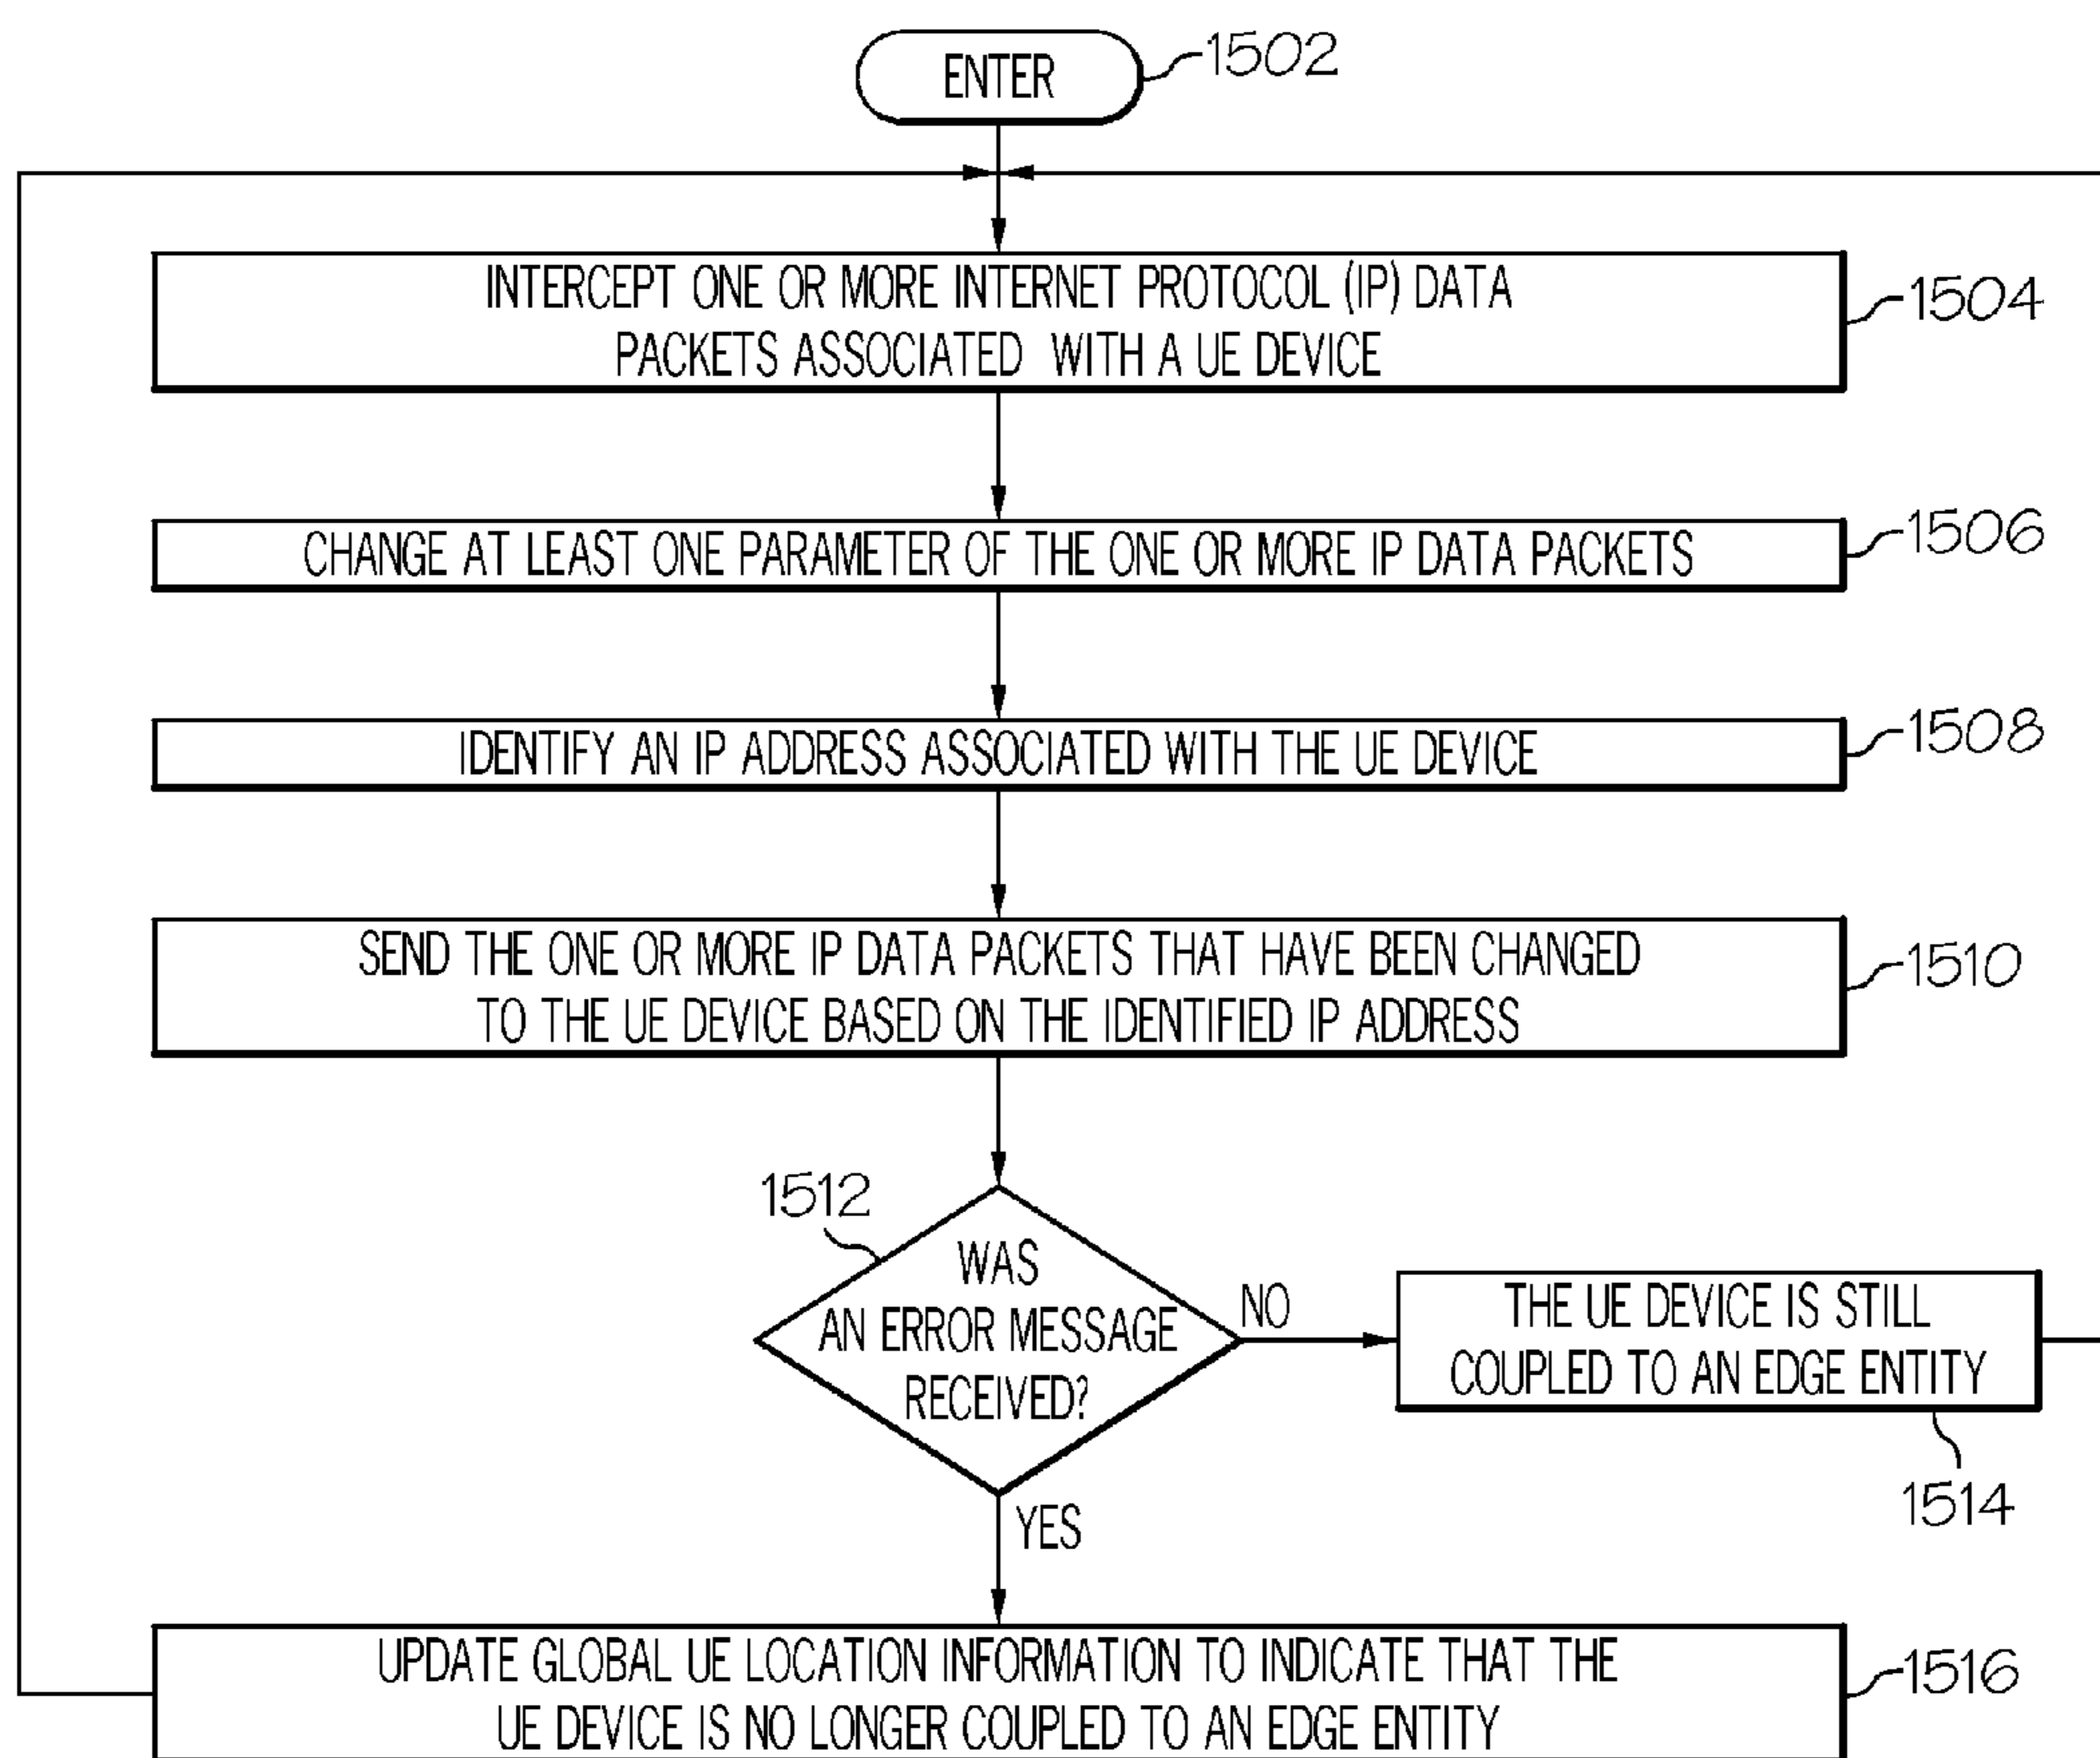 ENTER
1502
INTERCEPT ONE OR MORE INTERNET PROTOCOL (IP) DATA
PACKETS ASSOCIATED WITH A UE DEVICE
1504
CHANGE AT LEAST ONE PARAMETER OF THE ONE OR MORE IP DATA PACKETS
1506
IDENTIFY AN IP ADDRESS ASSOCIATED WITH THE UE DEVICE
1508
SEND THE ONE OR MORE IP DATA PACKETS THAT HAVE BEEN CHANGED
TO THE UE DEVICE BASED ON THE IDENTIFIED IP ADDRESS
1510
1512
WAS
AN ERROR MESSAGE
RECEIVED?
NO
THE UE DEVICE IS STILL
COUPLED TO AN EDGE ENTITY
1514
YES
UPDATE GLOBAL UE LOCATION INFORMATION TO INDICATE THAT THE
UE DEVICE IS NO LONGER COUPLED TO AN EDGE ENTITY
1516